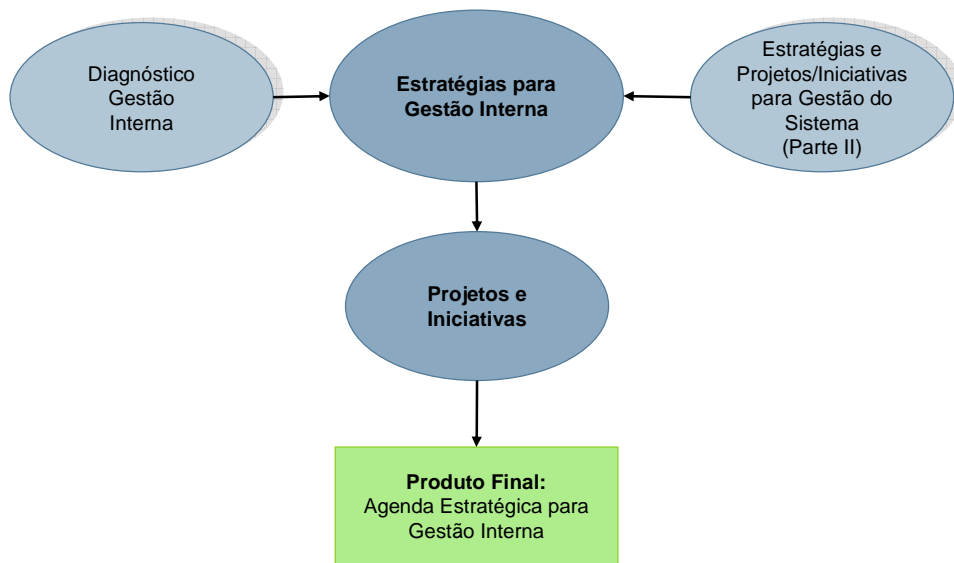 Diagnóstico
Gestão
Interna
Estratégias para
Gestão Interna
Estratégias e
Projetos/Iniciativas
para Gestão do
Sistema
(Parte II)
Projetos e
Iniciativas
Produto Final:
Agenda Estratégica para
Gestão Interna